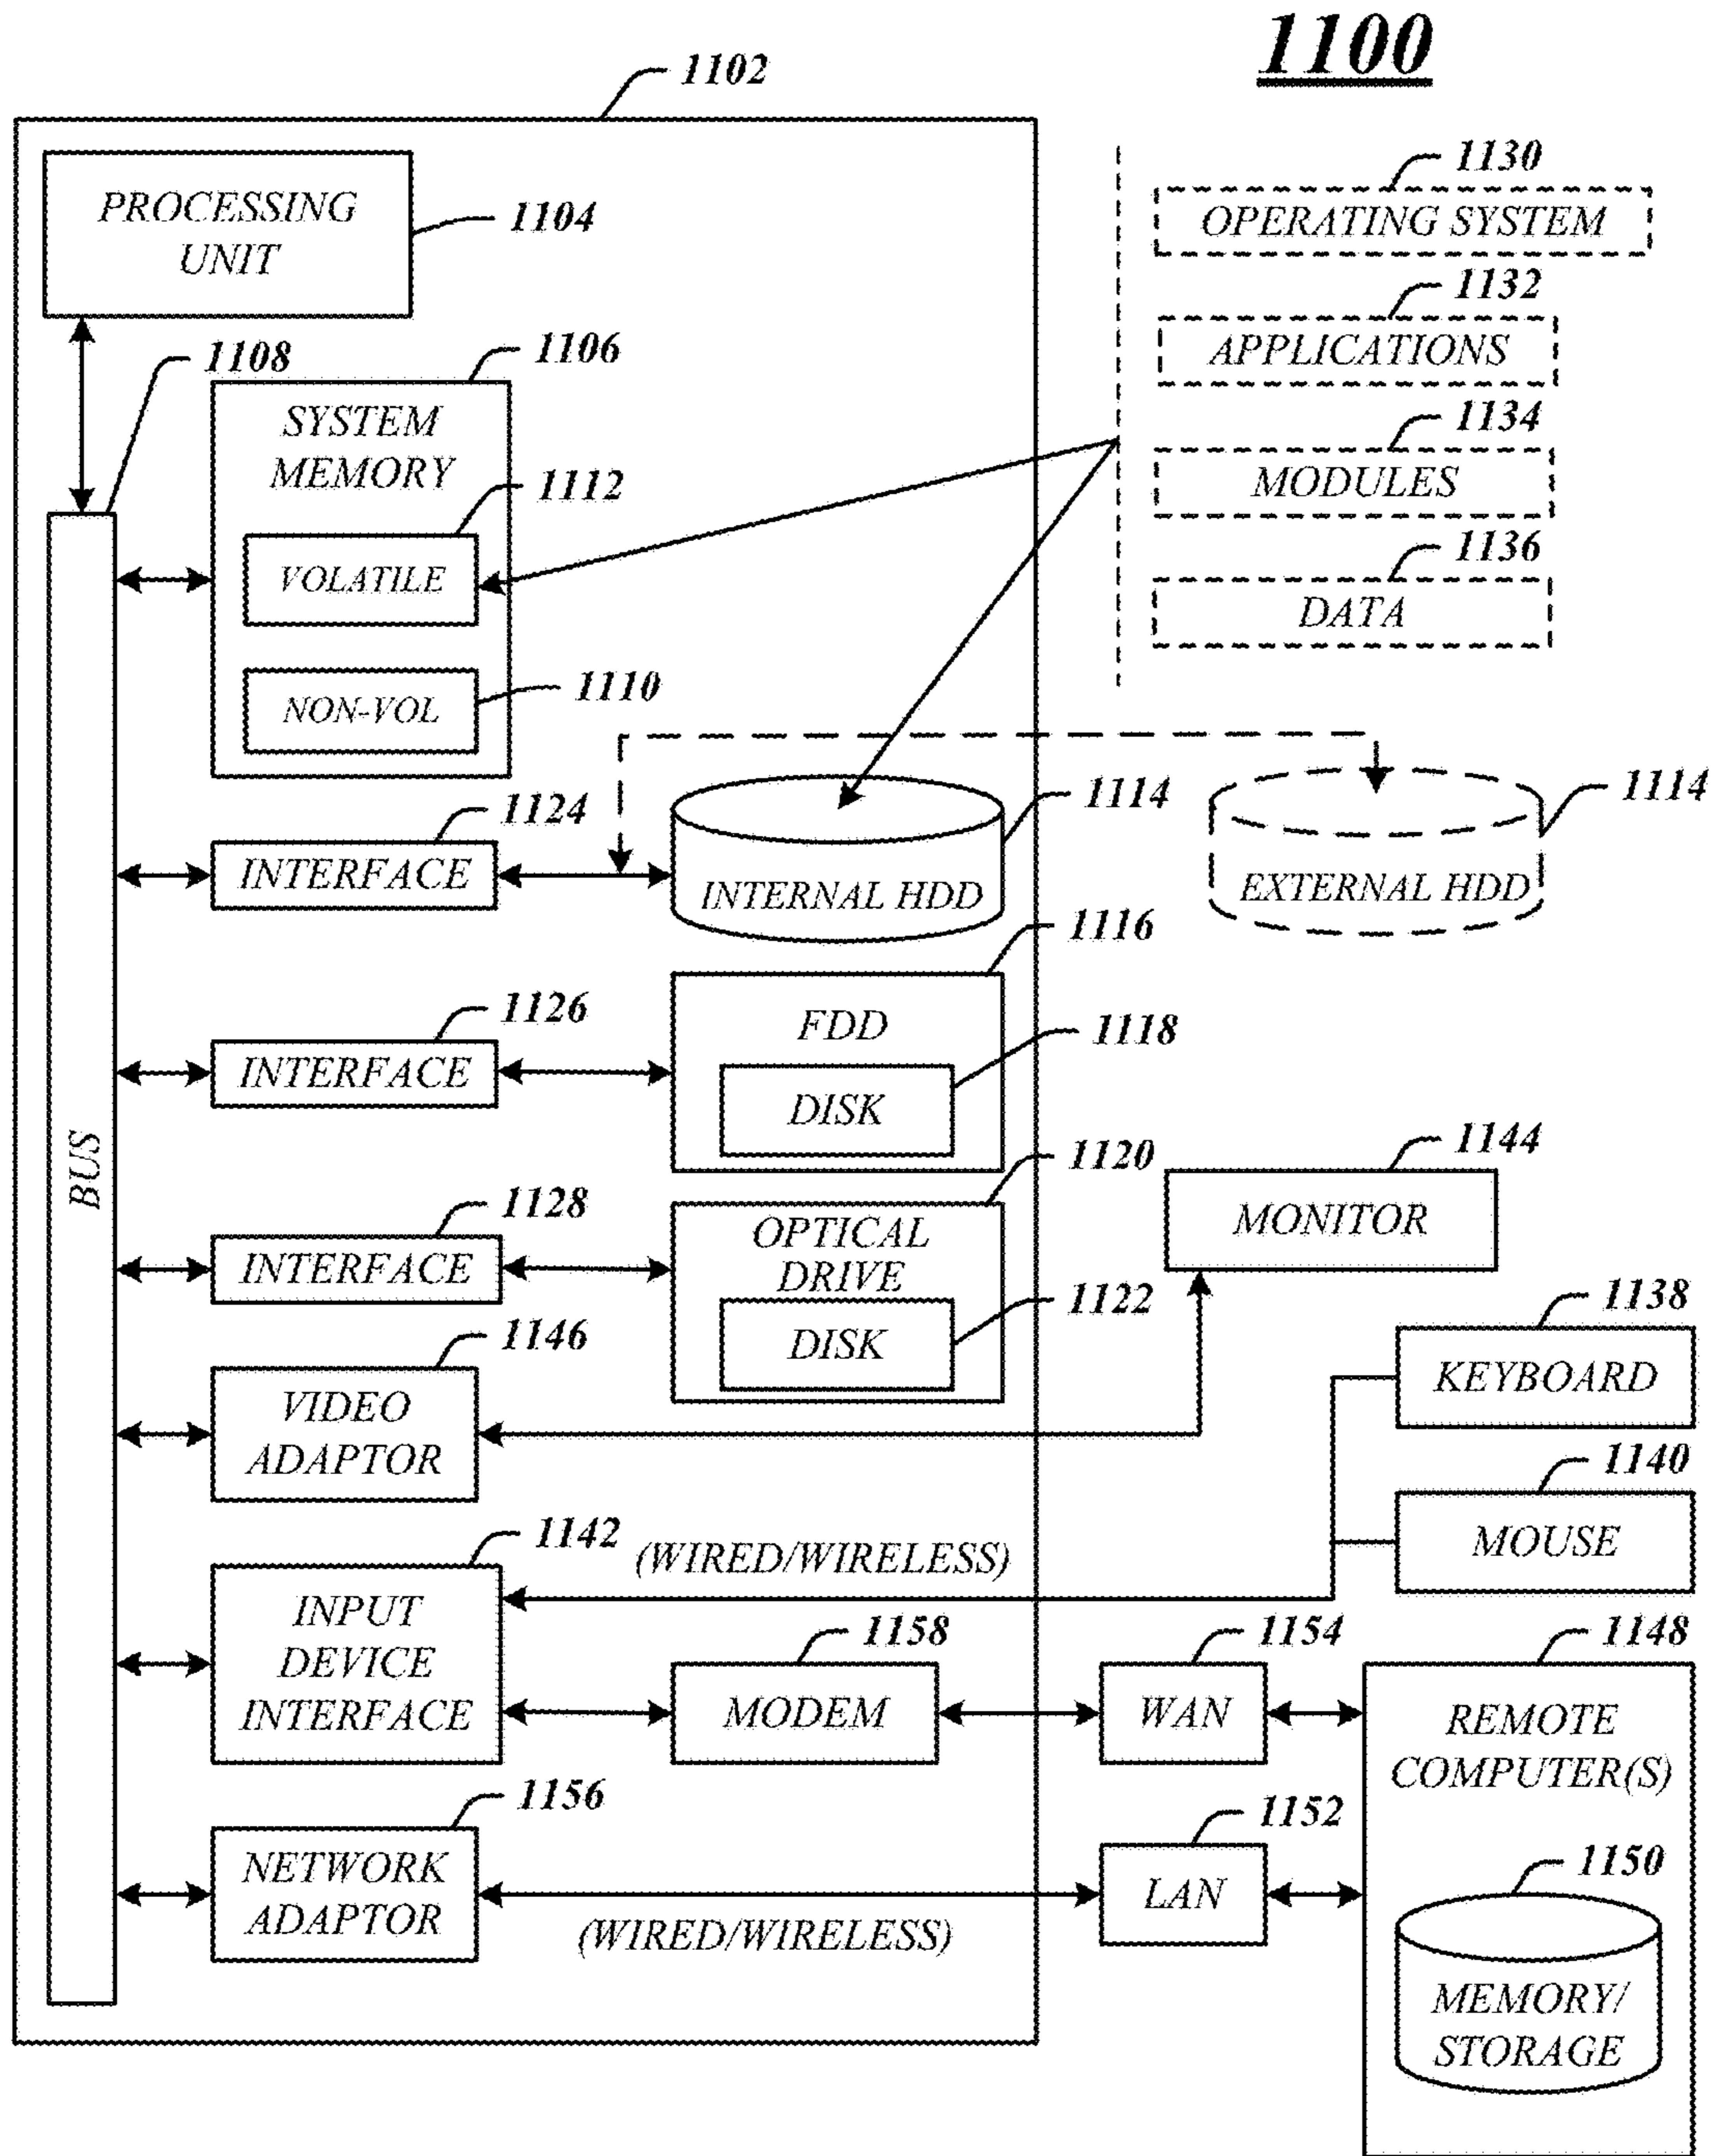 1100
1102
PROCESSING
UNIT
1104
1130
OPERATING SYSTEM
1132
APPLICATIONS
1134
MODULES
1136
DATA
1108
1106
SYSTEM
MEMORY
1112
VOLATILE
1110
NON-VOL
BUS
1124
INTERFACE
1114
INTERNAL HDD
1114
EXTERNAL HDD
1126
INTERFACE
1116
FDD
1118
DISK
1128
INTERFACE
1120
OPTICAL
DRIVE
1122
DISK
1144
MONITOR
1146
VIDEO
ADAPTOR
1138
KEYBOARD
1140
MOUSE
1142
INPUT
DEVICE
INTERFACE
(WIRED/WIRELESS)
1158
MODEM
1154
WAN
1148
REMOTE
COMPUTER(S)
1156
NETWORK
ADAPTOR
(WIRED/WIRELESS)
1152
LAN
1150
MEMORY/
STORAGE